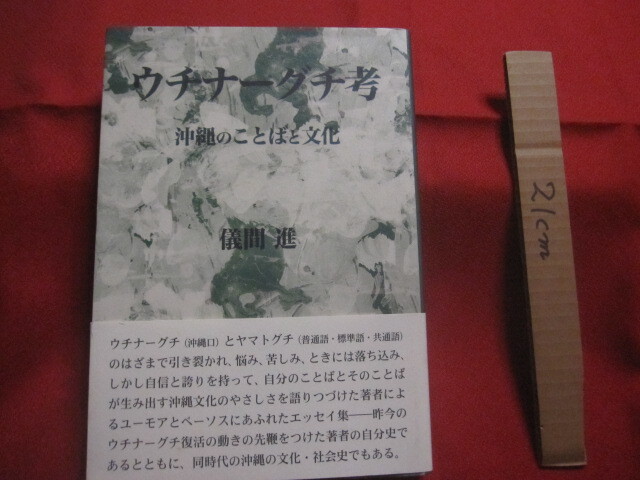 ウチナーグチ考
沖縄のことばと文化
儀間 進
ウチナーグチ（沖縄口）とヤマトグチ（普通語・標準語・共通語）
のはざまで引き裂かれ、悩み、苦しみ、ときには落ち込み、
しかし自信と誇りを持って、自分のことばとそのことば
が生み出す沖縄文化のやさしさを語りつづけた著者によ
るユーモアとペーソスにあふれたエッセイ集──昨今の
ウチナーグチ復活の動きの先鞭をつけた著者の自分史で
あるとともに、同時代の沖縄の文化・社会史でもある。
21cm